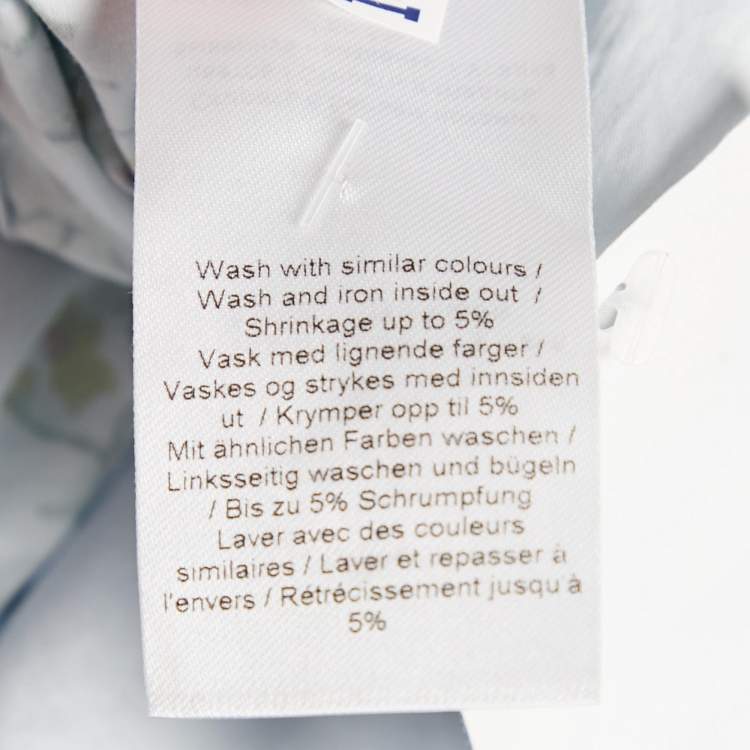 Wash with similar colours /
Wash and iron inside out /
Shrinkage up to 5%
Vask med lignende farger /
Vaskes og strykes med innsiden
ut / Krymper opp til 5%
Mit ähnlichen Farben waschen /
Linksseitig waschen und bügeln
/ Bis zu 5% Schrumpfung
Laver avec des couleurs
similaires / Laver et repasser à
l'envers / Rétrécissement jusqu'à
5%